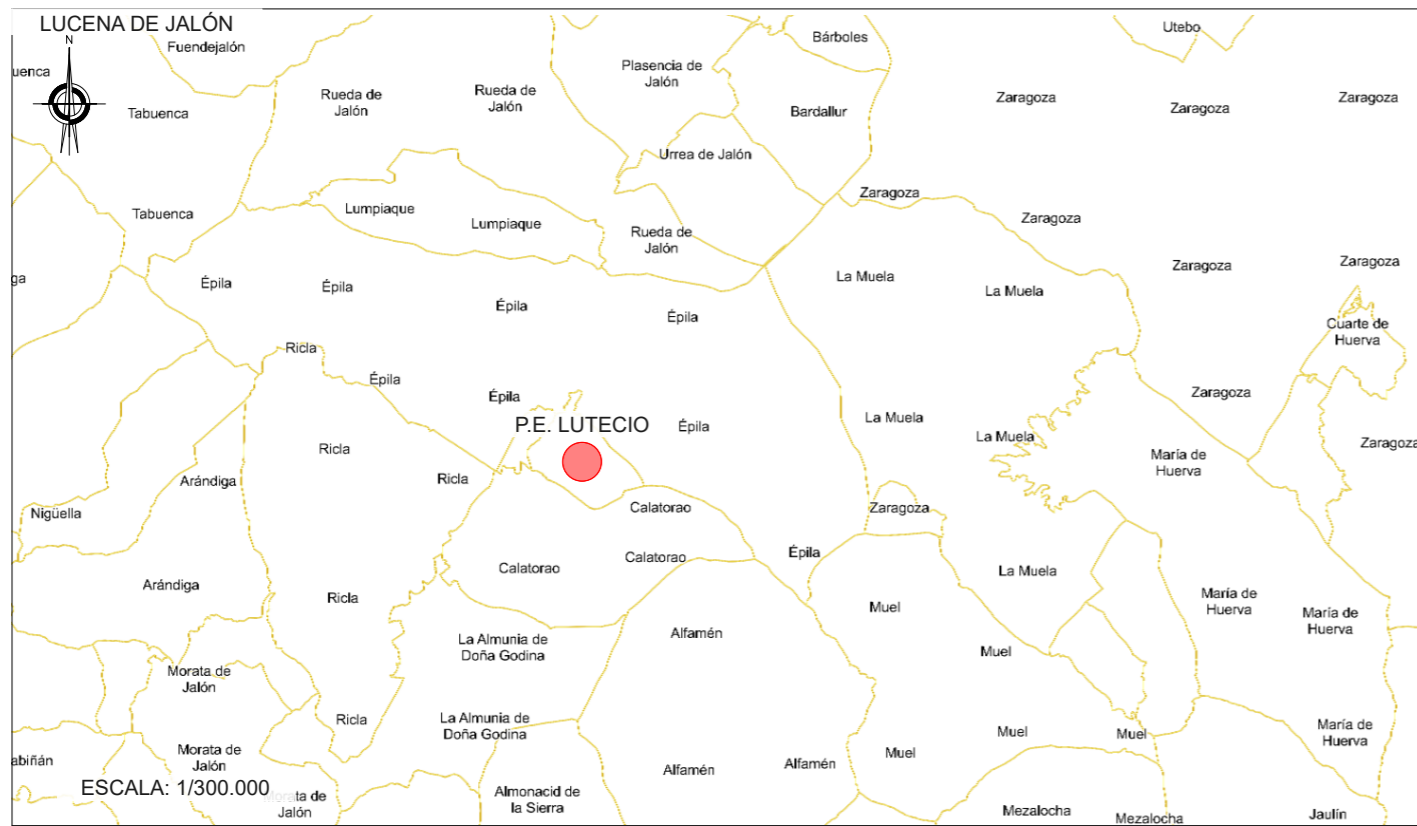 LUCENA DE JALÓN
N
Fuendejalón
Utebo
Bárboles
uenca
Plasencia de
Jalón
Tabuenca
Rueda de
Jalón
Rueda de
Jalón
Bardallur
Zaragoza
Zaragoza
Zaragoza
Urrea de Jalón
Zaragoza
Tabuenca
Lumpiaque
Lumpiaque
Zaragoza
Rueda de
Jalón
ga
Épila
Épila
Épila
Épila
La Muela
La Muela
Zaragoza
Zaragoza
Cuarte de
Huerva
Ricla
Épila
Épila
Zaragoza
P.E. LUTECIO
Épila
La Muela
La Muela
Zaragoza
Ricla
María de
Huerva
Arándiga
Ricla
Nigüella
Calatorao
Zaragoza
Calatorao
Calatorao
Épila
La Muela
Arándiga
Ricla
Muel
María de
Huerva
María de
Huerva
La Almunia de
Doña Godina
Alfamén
Muel
Morata de
Jalón
Ricla
La Almunia de
Doña Godina
Muel
Muel
María de
Huerva
abiñán
Morata de
Jalón
Alfamén
Alfamén
Muel
ESCALA: 1/300.000
Morata de
Jalón
Almonacid de
la Sierra
Mezalocha
Mezalocha
Jaulín